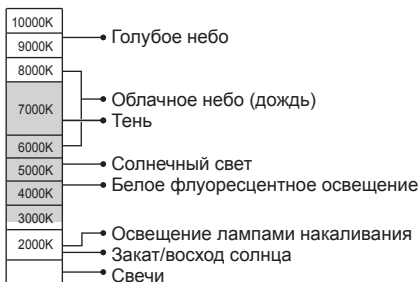 10000K
9000K
Голубое небо
8000K
Облачное небо (дождь)
7000K
Тень
6000K
5000K
Солнечный свет
4000K
Белое флуоресцентное освещение
3000K
2000K
Освещение лампами накаливания
Закат/восход солнца
Свечи